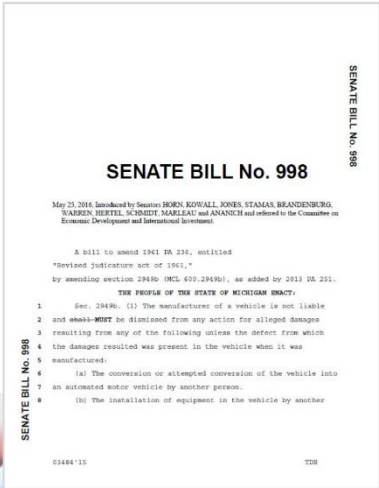 SENATE BILL No. 998
SENATE BILL No. 998
May 25, 2016, Introduced by Senators HORN, KOWALL, JONES, STAMAS, BRANDENBURG,
WARREN, HERTEL, SCHMIDT, MARLEAU and ANANICH and referred to the Committee on
Economic Development and International Investment.
A bill to amend 1961 PA 236, entitled
"Revised judicature act of 1961,"
by amending section 2949b (MCL 600.2949b), as added by 2013 PA 251.
THE PEOPLE OF THE STATE OF MICHIGAN ENACT:
1 Sec. 2949b. (1) The manufacturer of a vehicle is not liable
2 and shall MUST be dismissed from any action for alleged damages
3 resulting from any of the following unless the defect from which
4 the damages resulted was present in the vehicle when it was
5 manufactured:
6 (a) The conversion or attempted conversion of the vehicle into
7 an automated motor vehicle by another person.
8 (b) The installation of equipment in the vehicle by another
SENATE BILL No. 998
03484'15 TDR